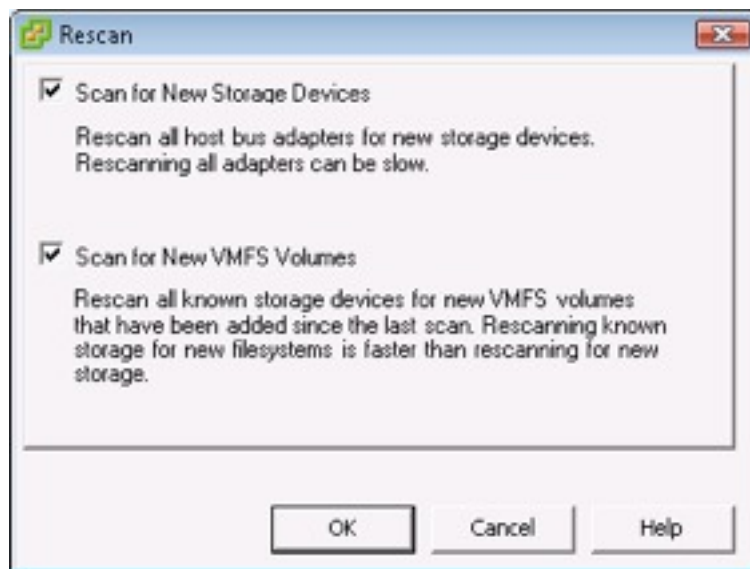 Rescan
Scan for New Storage Devices
Rescan all host bus adapters for new storage devices.
Rescanning all adapters can be slow.
Scan for New VMFS Volumes
Rescan all known storage devices for new VMFS volumes
that have been added since the last scan. Rescanning known
storage for new filesystems is faster than rescanning for new
storage.
OK
Cancel
Help